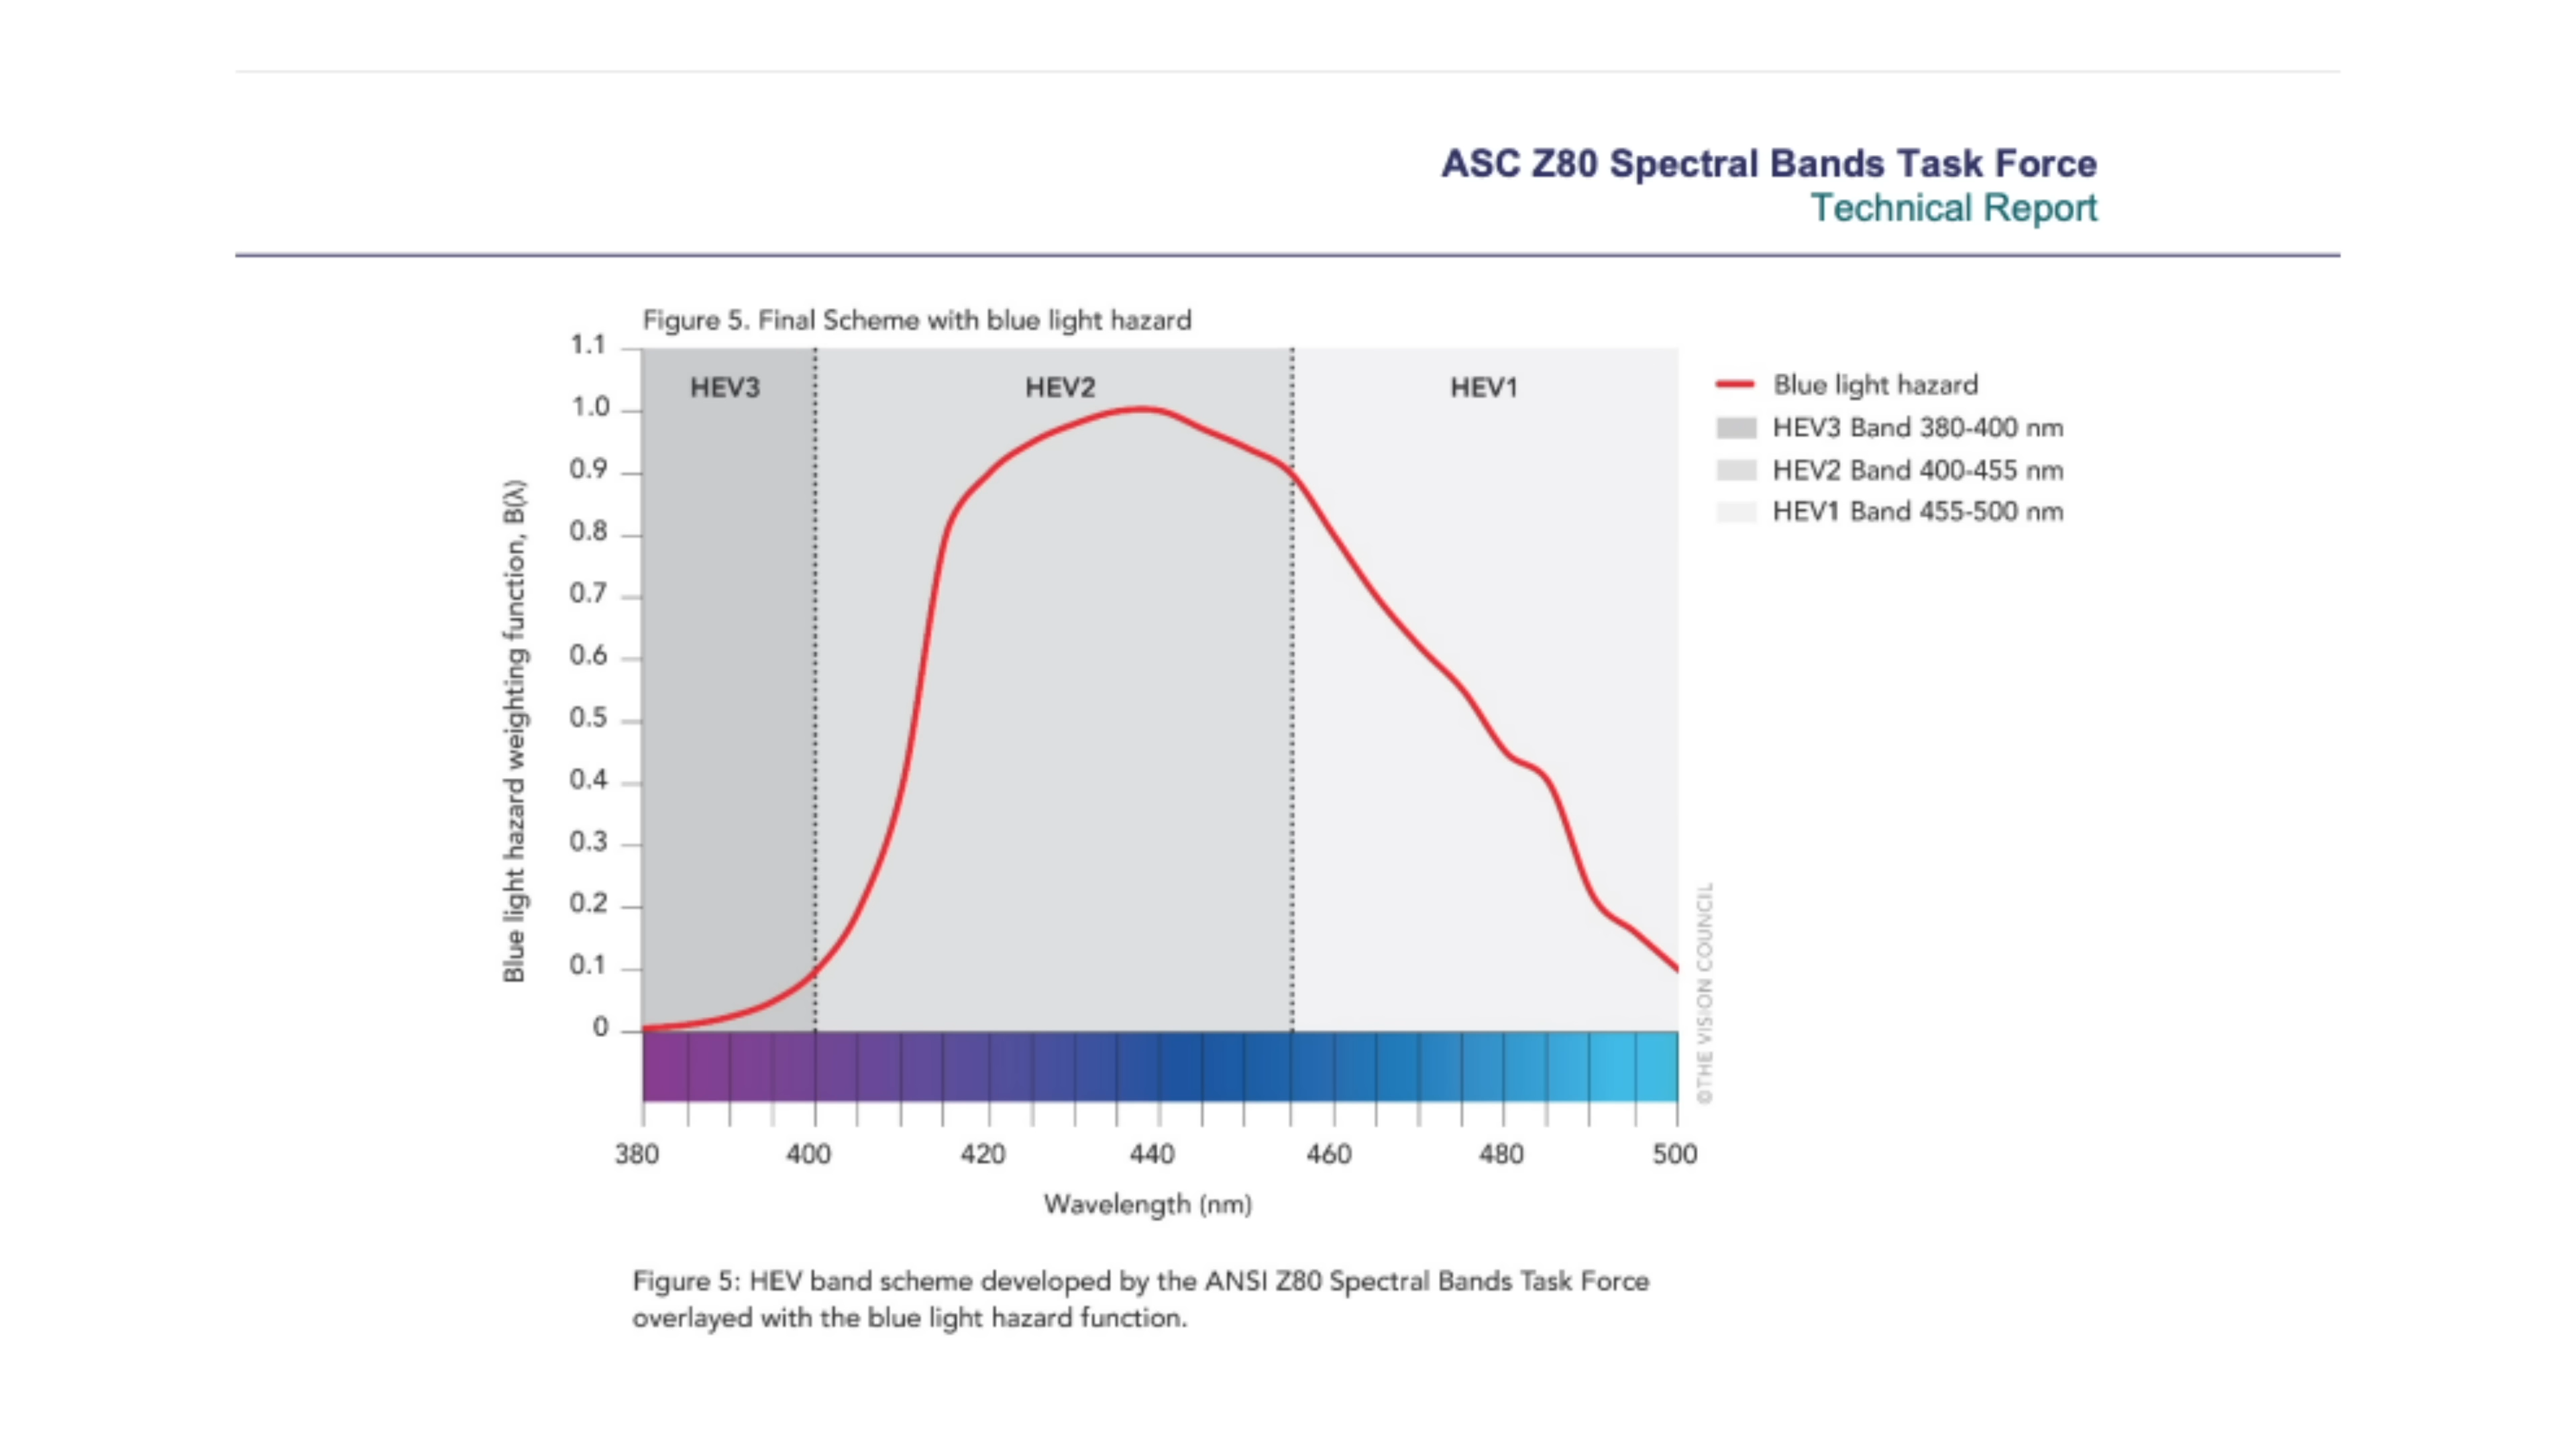 ASC Z80 Spectral Bands Task Force
Technical Report
Figure 5. Final Scheme with blue light hazard
1.1
1.0
0.9
0.8
0.7
0.6
0.5
0.4
0.3
0.2
0.1
0
Blue light hazard weighting function, B(λ)
HEV3
HEV2
HEV1
Blue light hazard
HEV3 Band 380-400 nm
HEV2 Band 400-455 nm
HEV1 Band 455-500 nm
©THE VISION COUNCIL
380 400 420 440 460 480 500
Wavelength (nm)
Figure 5: HEV band scheme developed by the ANSI Z80 Spectral Bands Task Force
overlayed with the blue light hazard function.